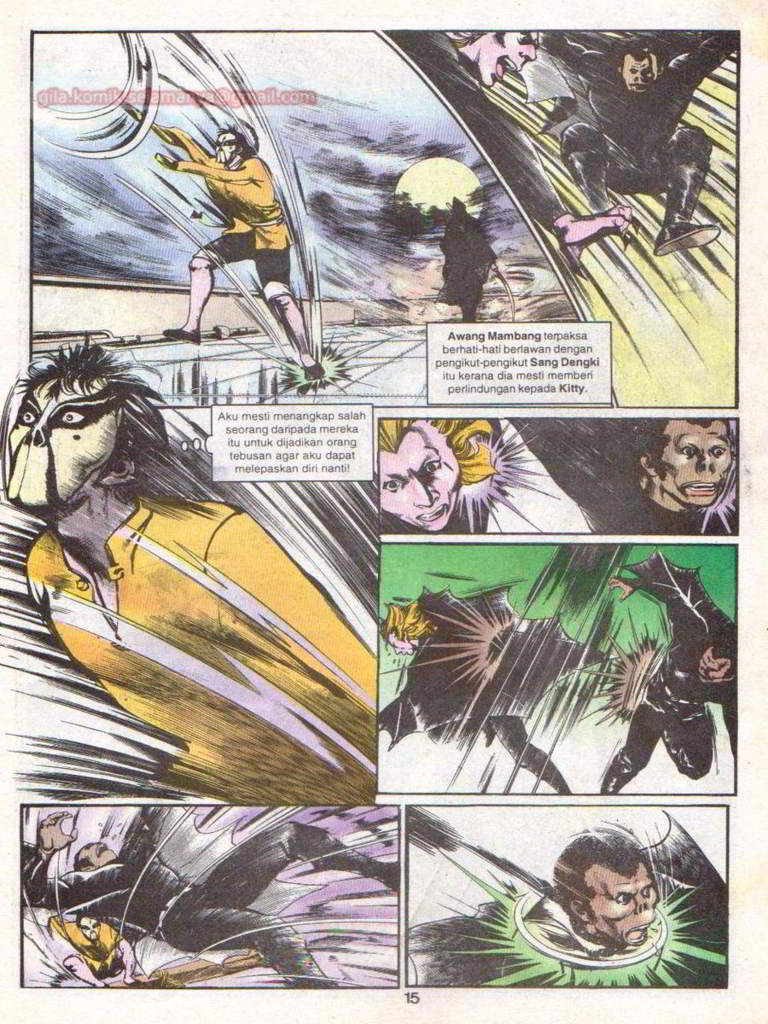 gila.komik.selamanya@gmail.com
Awang Mambang terpaksa
berhati-hati berlawan dengan
pengikut-pengikut Sang Dengki
itu kerana dia mesti memberi
perlindungan kepada Kitty.
Aku mesti menangkap salah
seorang daripada mereka
itu untuk dijadikan orang
tebusan agar aku dapat
melepaskan diri nanti!
15